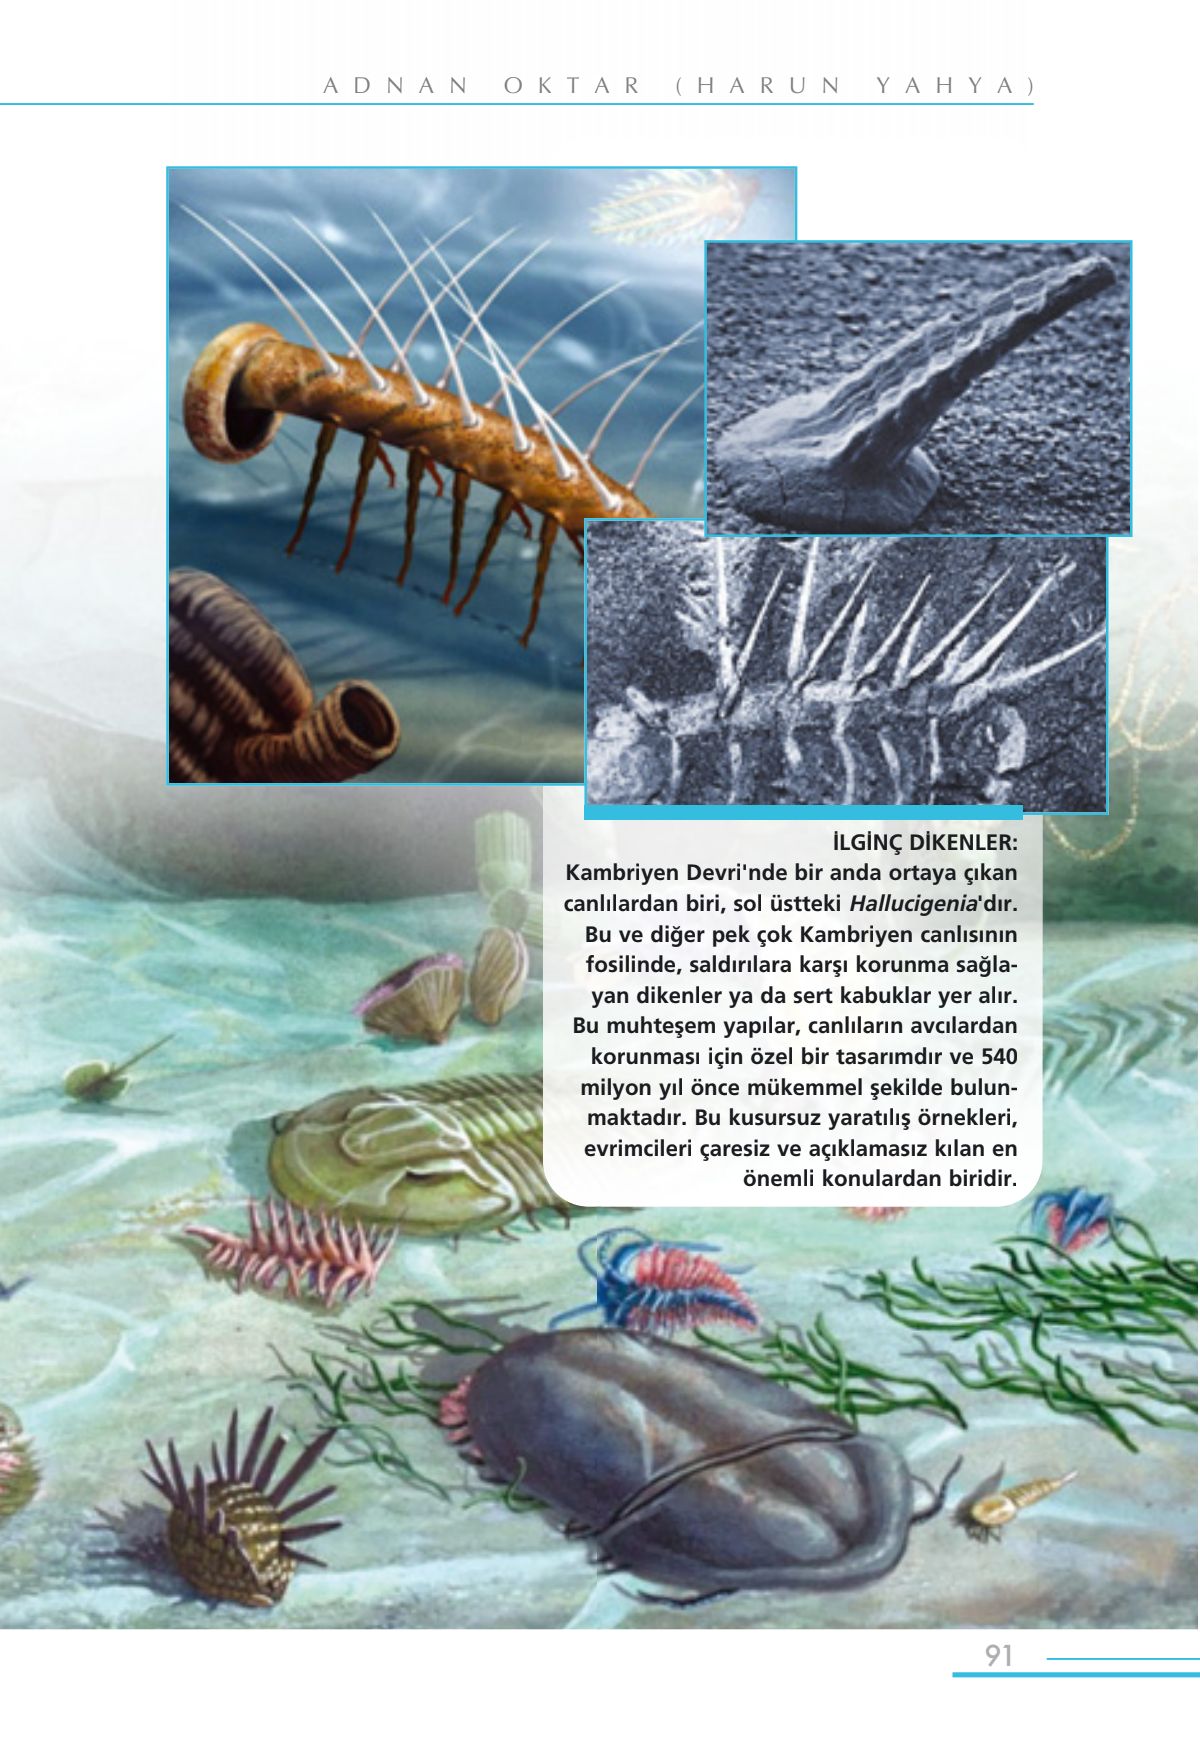 ADNAN OKTAR (HARUN YAHYA)
İLGİNÇ DİKENLER:
Kambriyen Devri'nde bir anda ortaya çıkan
canlılardan biri, sol üstteki Hallucigenia'dır.
Bu ve diğer pek çok Kambriyen canlısının
fosilinde, saldırılara karşı korunma sağla-
yan dikenler ya da sert kabuklar yer alır.
Bu muhteşem yapılar, canlıların avcılardan
korunması için özel bir tasarımdır ve 540
milyon yıl önce mükemmel şekilde bulun-
maktadır. Bu kusursuz yaratılış örnekleri,
evrimcileri çaresiz ve açıklamasız kılan en
önemli konulardan biridir.
91